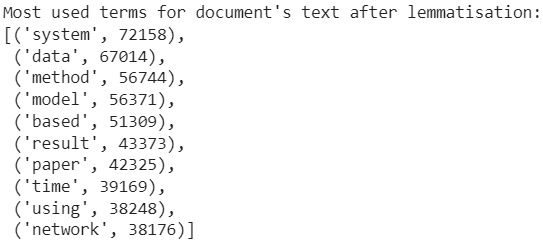 Most used terms for document's text after lemmatisation:
[('system', 72158),
('data', 67014),
('method', 56744),
('model', 56371),
('based', 51309),
('result', 43373),
('paper', 42325),
('time', 39169),
('using', 38248),
('network', 38176)]